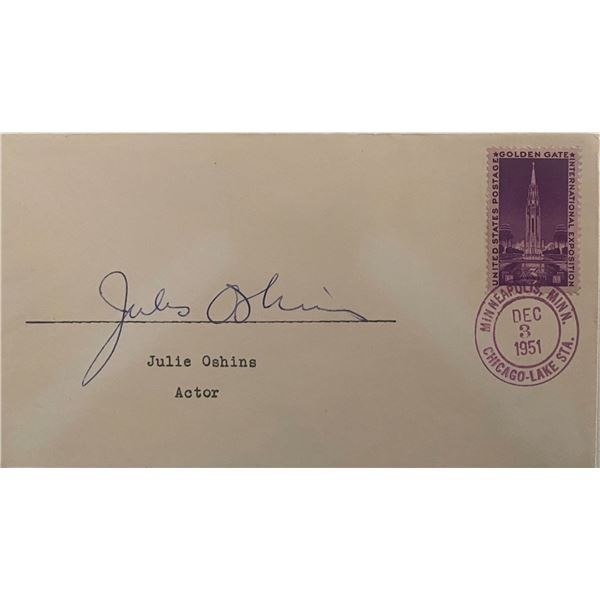 UNITED STATES POSTAGE
GOLDEN GATE
INTERNATIONAL EXPOSITION
3
MINNEAPOLIS, MINN.
DEC
3
1951
CHICAGO-LAKE STA.
Jules Oshins
Julie Oshins
Actor